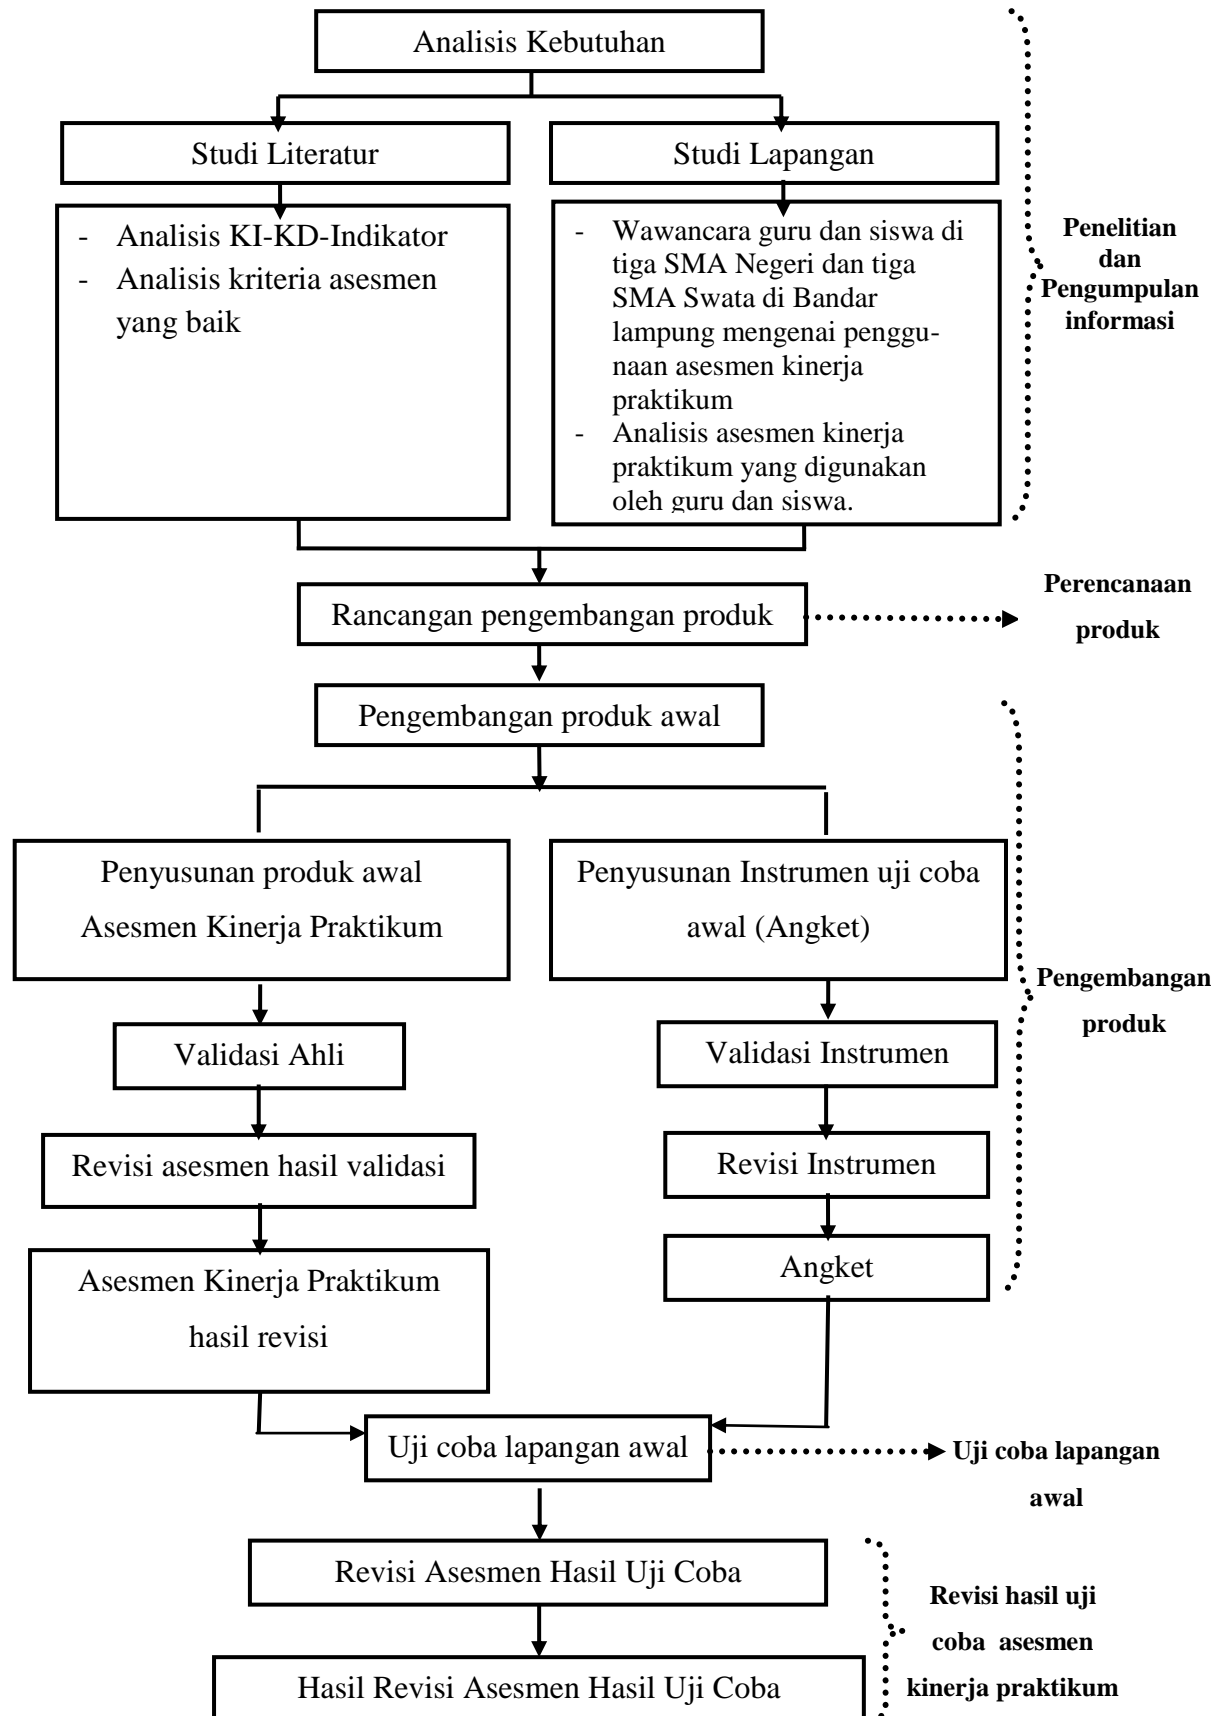 Analisis Kebutuhan
Studi Literatur
Studi Lapangan
- Analisis KI-KD-Indikator
- Analisis kriteria asesmen
yang baik
- Wawancara guru dan siswa di
tiga SMA Negeri dan tiga
SMA Swata di Bandar
lampung mengenai penggu-
naan asesmen kinerja
praktikum
- Analisis asesmen kinerja
praktikum yang digunakan
oleh guru dan siswa.
Penelitian
dan
Pengumpulan
informasi
Rancangan pengembangan produk
Perencanaan
produk
Pengembangan produk awal
Penyusunan produk awal
Asesmen Kinerja Praktikum
Penyusunan Instrumen uji coba
awal (Angket)
Validasi Ahli
Validasi Instrumen
Revisi asesmen hasil validasi
Revisi Instrumen
Asesmen Kinerja Praktikum
hasil revisi
Angket
Pengembangan
produk
Uji coba lapangan awal
Uji coba lapangan
awal
Revisi Asesmen Hasil Uji Coba
Hasil Revisi Asesmen Hasil Uji Coba
Revisi hasil uji
coba asesmen
kinerja praktikum